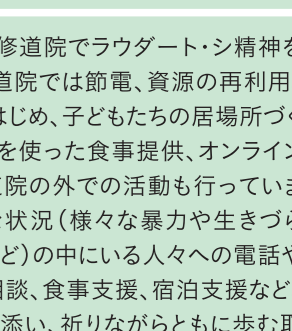 修道院でラウダート・シ精神を
道院では節電、資源の再利用
はじめ、子どもたちの居場所づく
を使った食事提供、オンライン
院の外での活動も行っていま
状況（様々な暴力や生きづら
ど）の中にいる人々への電話や
相談、食事支援、宿泊支援など
添い、祈りながらともに歩む取